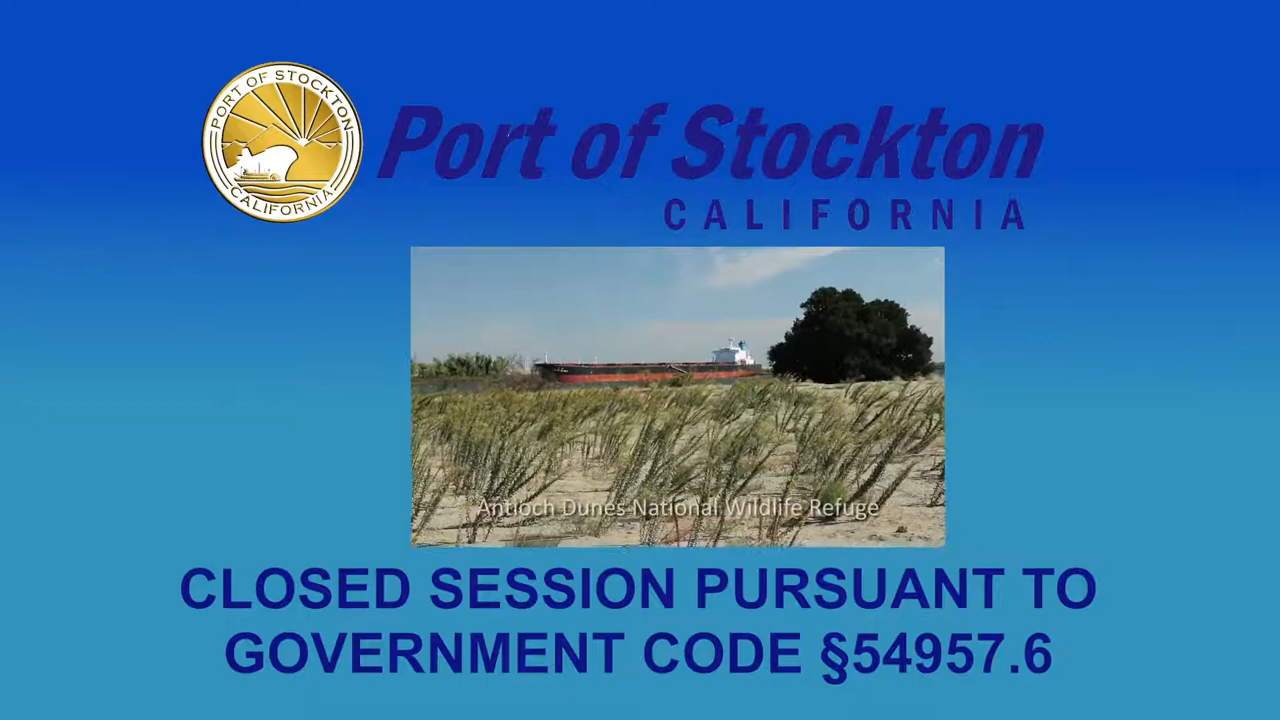 PORT OF STOCKTON
CALIFORNIA
Port of Stockton
CALIFORNIA
Antioch Dunes National Wildlife Refuge
CLOSED SESSION PURSUANT TO
GOVERNMENT CODE §54957.6